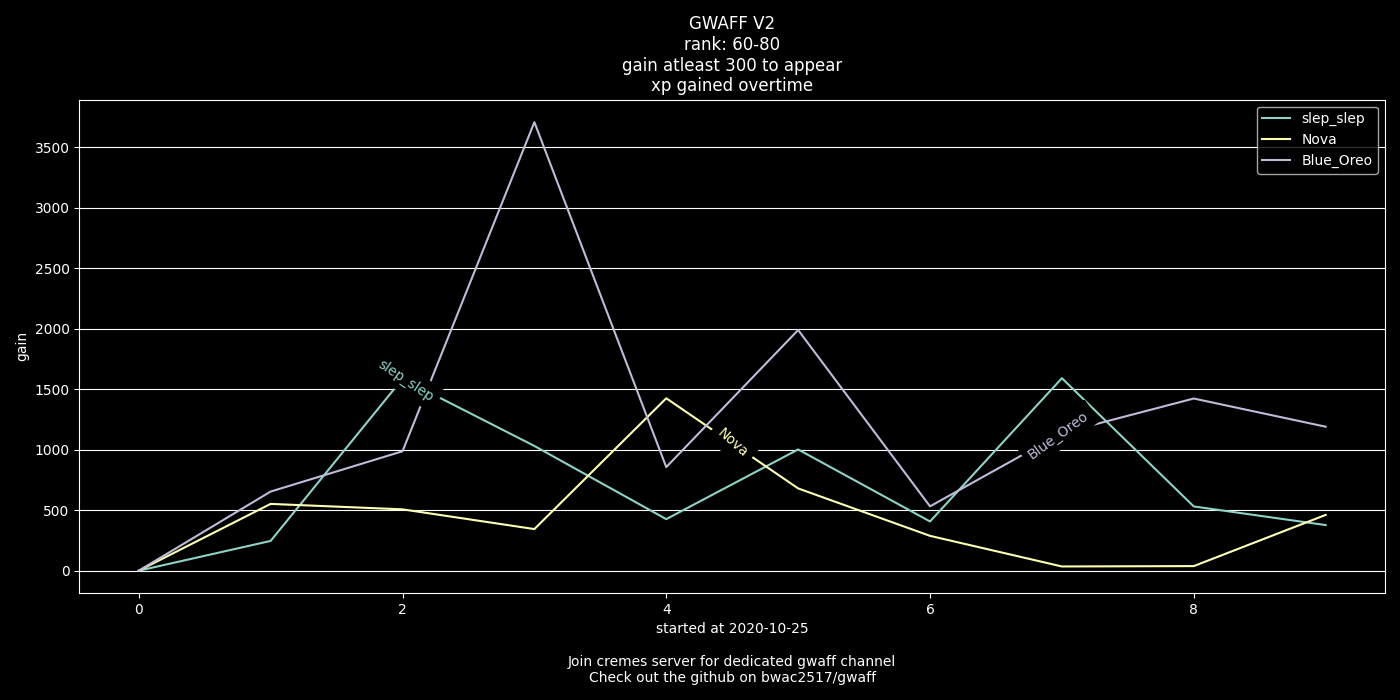 GWAFF V2
rank: 60-80
gain atleast 300 to appear
xp gained overtime
slep_slep
Nova
Blue_Oreo
3500
3000
2500
2000
1500
1000
500
0
gain
slep_slep
Nova
Blue_Oreo
0 2 4 6 8
started at 2020-10-25
Join cremes server for dedicated gwaff channel
Check out the github on bwac2517/gwaff